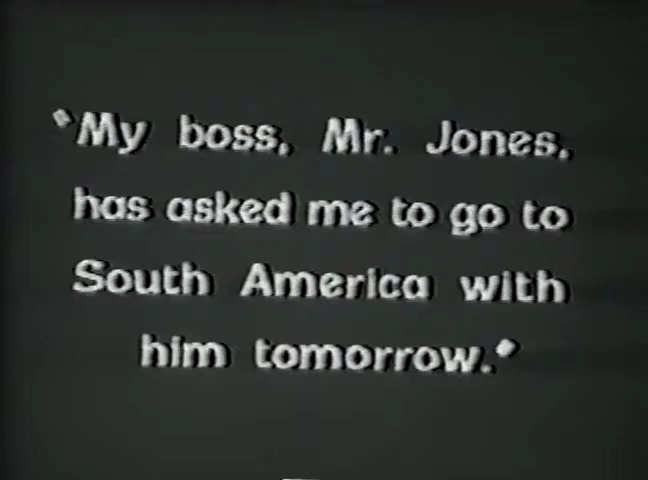 "My boss, Mr. Jones,
has asked me to go to
South America with
him tomorrow."